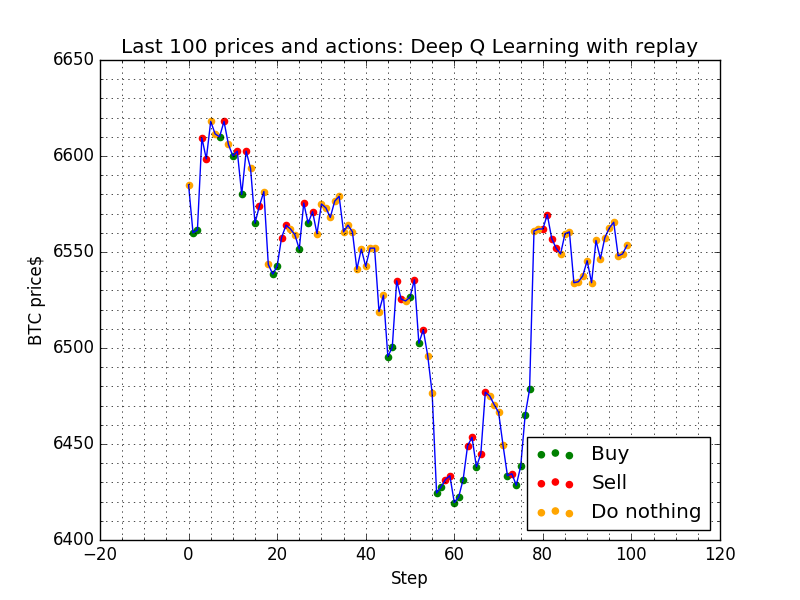 Last 100 prices and actions: Deep Q Learning with replay
6650
6600
6550
6500
6450
6400
BTC price$
Buy
Sell
Do nothing
−20 0 20 40 60 80 100 120
Step